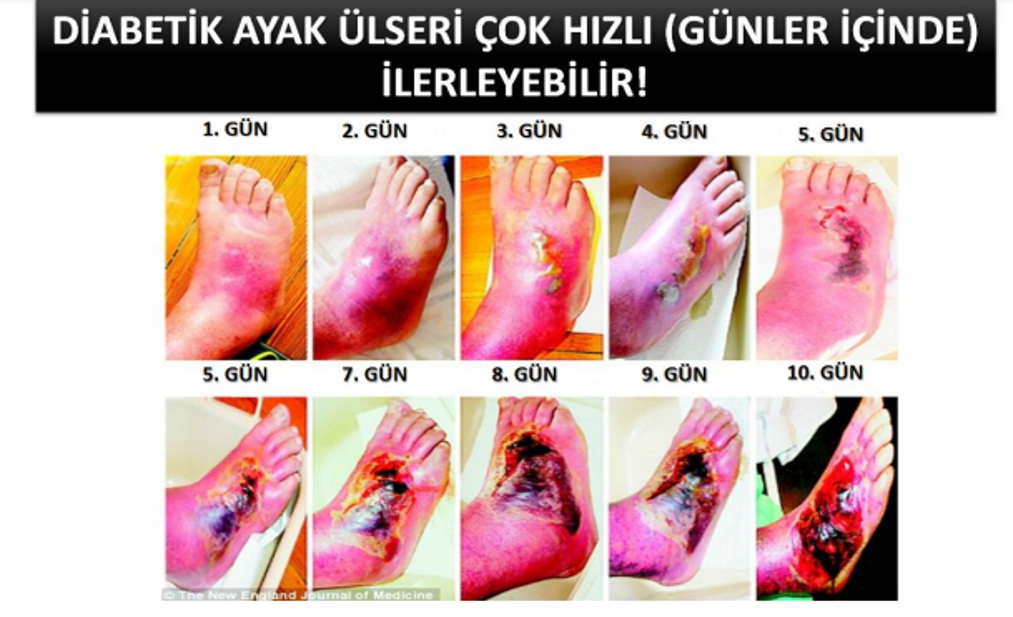 DİABETİK AYAK ÜLSERİ ÇOK HIZLI (GÜNLER İÇİNDE)
İLERLEYEBİLİR!
1. GÜN 2. GÜN 3. GÜN 4. GÜN 5. GÜN
5. GÜN 7. GÜN 8. GÜN 9. GÜN 10. GÜN
© The New England Journal of Medicine